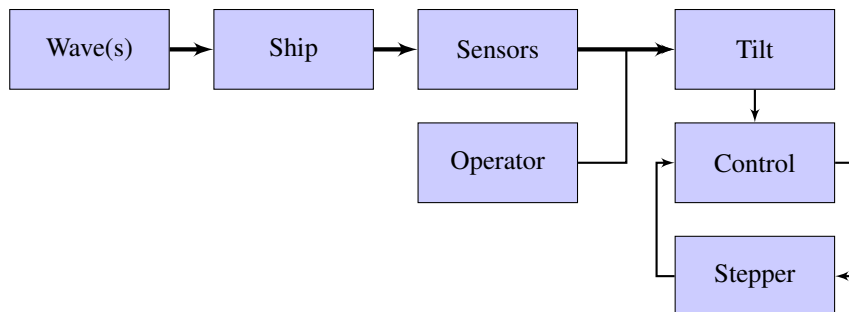 Wave(s)
Ship
Sensors
Tilt
Operator
Control
Stepper